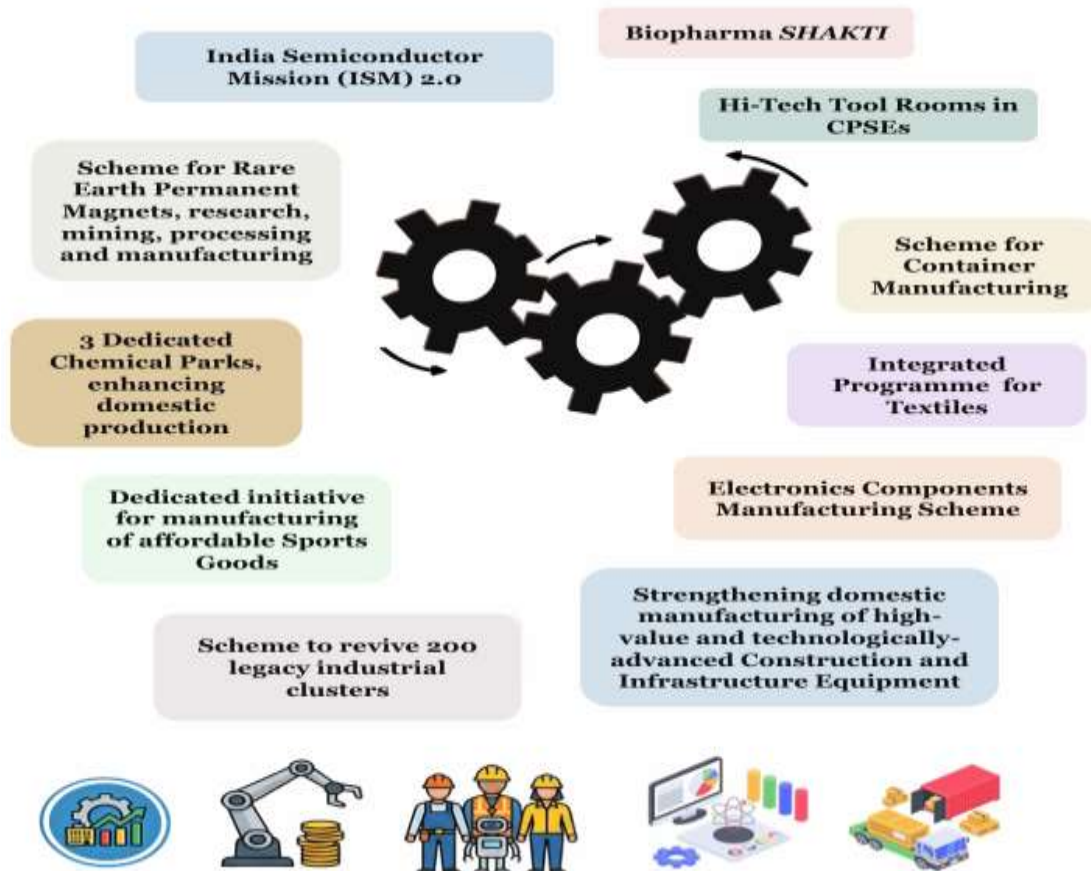 India Semiconductor
Mission (ISM) 2.0
Biopharma SHAKTI
Hi-Tech Tool Rooms in
CPSEs
Scheme for Rare
Earth Permanent
Magnets, research,
mining, processing
and manufacturing
Scheme for
Container
Manufacturing
3 Dedicated
Chemical Parks,
enhancing
domestic
production
Integrated
Programme for
Textiles
Dedicated initiative
for manufacturing
of affordable Sports
Goods
Electronics Components
Manufacturing Scheme
Scheme to revive 200
legacy industrial
clusters
Strengthening domestic
manufacturing of high-
value and technologically-
advanced Construction and
Infrastructure Equipment